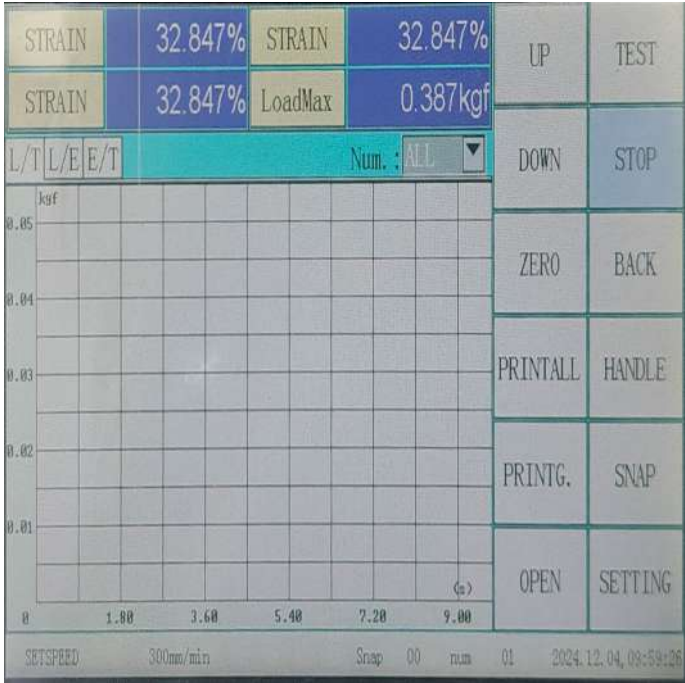 STRAIN 32.847% STRAIN 32.847%
STRAIN 32.847% LoadMax 0.387kgf
L/T L/E E/T Num.: ALL
kgf
0.05
0.04
0.03
0.02
0.01
(s)
0 1.80 3.60 5.40 7.20 9.00
UP TEST
DOWN STOP
ZERO BACK
PRINTALL HANDLE
PRINTG. SNAP
OPEN SETTING
SETSPEED 300mm/min Snap 00 num 01 2024.12.04,09:59:26